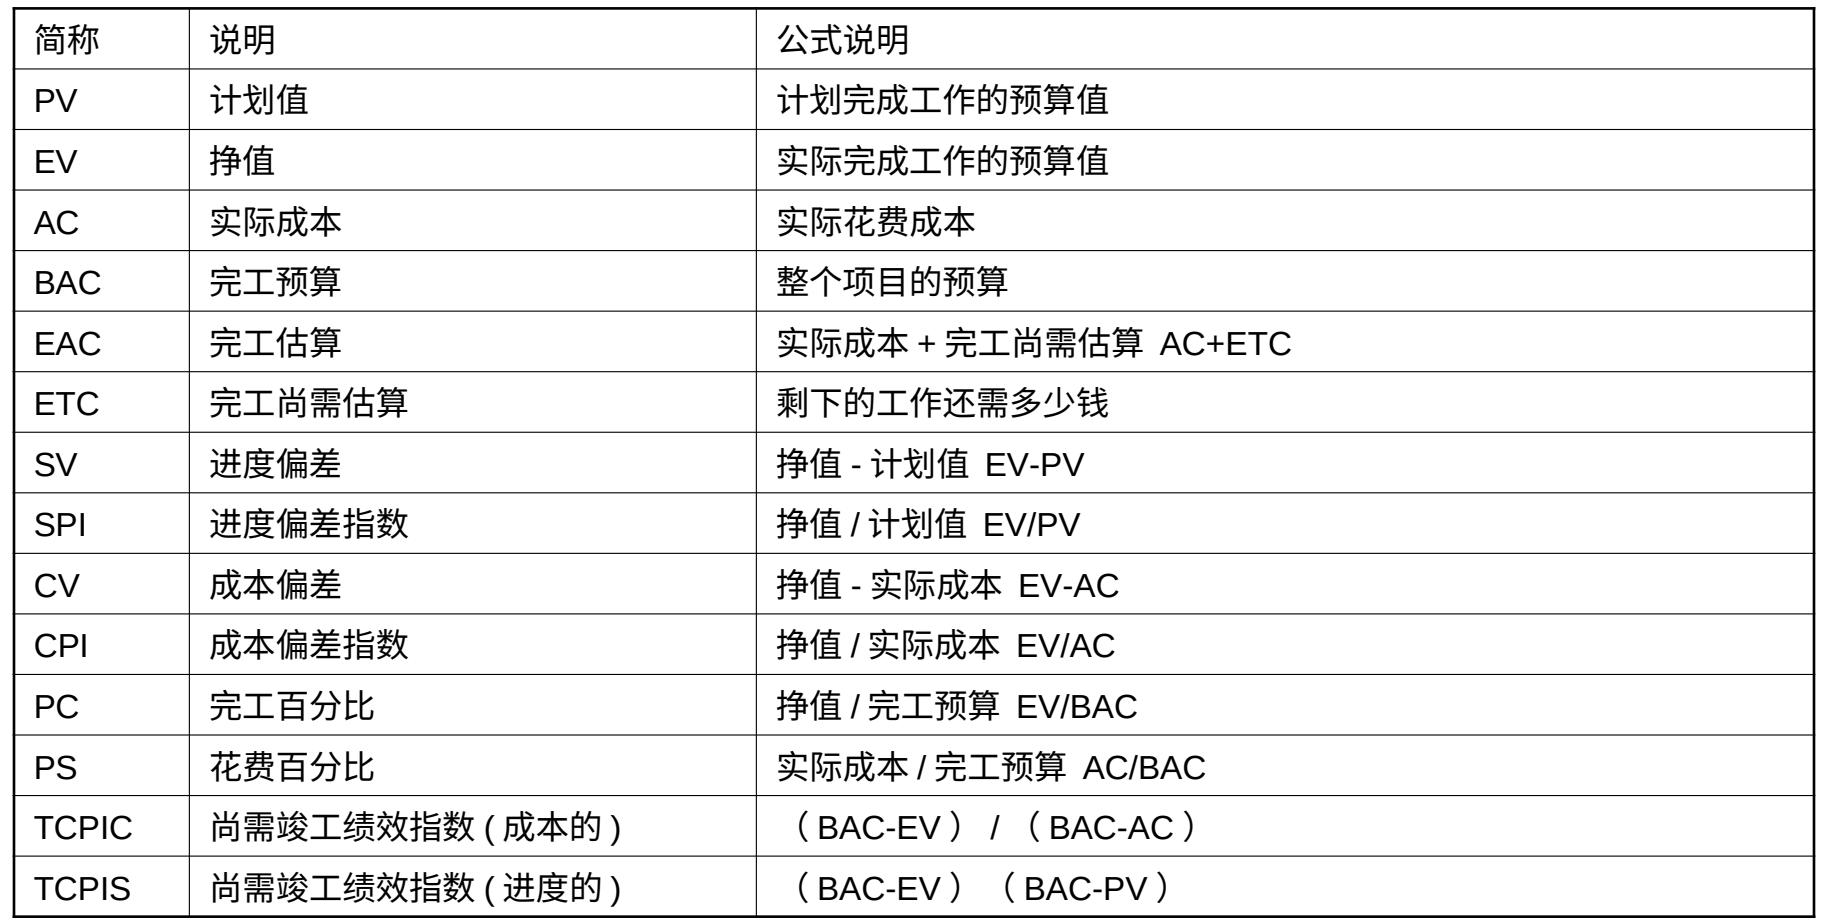 简称 说明 公式说明
PV 计划值 计划完成工作的预算值
EV 挣值 实际完成工作的预算值
AC 实际成本 实际花费成本
BAC 完工预算 整个项目的预算
EAC 完工估算 实际成本 + 完工尚需估算 AC+ETC
ETC 完工尚需估算 剩下的工作还需多少钱
SV 进度偏差 挣值 - 计划值 EV-PV
SPI 进度偏差指数 挣值 / 计划值 EV/PV
CV 成本偏差 挣值 - 实际成本 EV-AC
CPI 成本偏差指数 挣值 / 实际成本 EV/AC
PC 完工百分比 挣值 / 完工预算 EV/BAC
PS 花费百分比 实际成本 / 完工预算 AC/BAC
TCPIC 尚需竣工绩效指数 ( 成本的 ) （ BAC-EV ） / （ BAC-AC ）
TCPIS 尚需竣工绩效指数 ( 进度的 ) （ BAC-EV ） （ BAC-PV ）